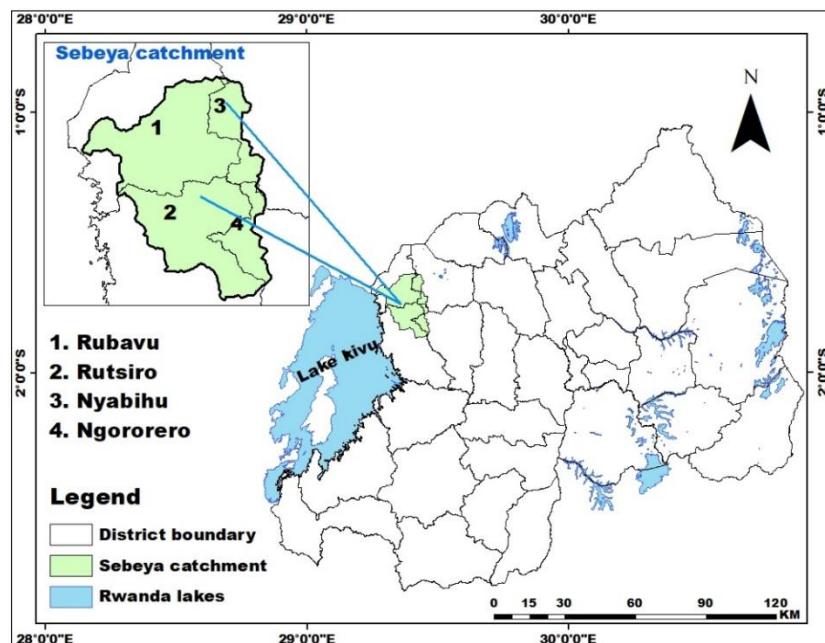 28°0'0"E 29°0'0"E 30°0'0"E
Sebeya catchment
N
1°0'0"S 1°0'0"S
3
1
2
4
1. Rubavu
2. Rutsiro
3. Nyabihu
4. Ngororero
Lake kivu
2°0'0"S 2°0'0"S
Legend
District boundary
Sebeya catchment
Rwanda lakes
0 15 30 60 90 120
KM
28°0'0"E 29°0'0"E 30°0'0"E